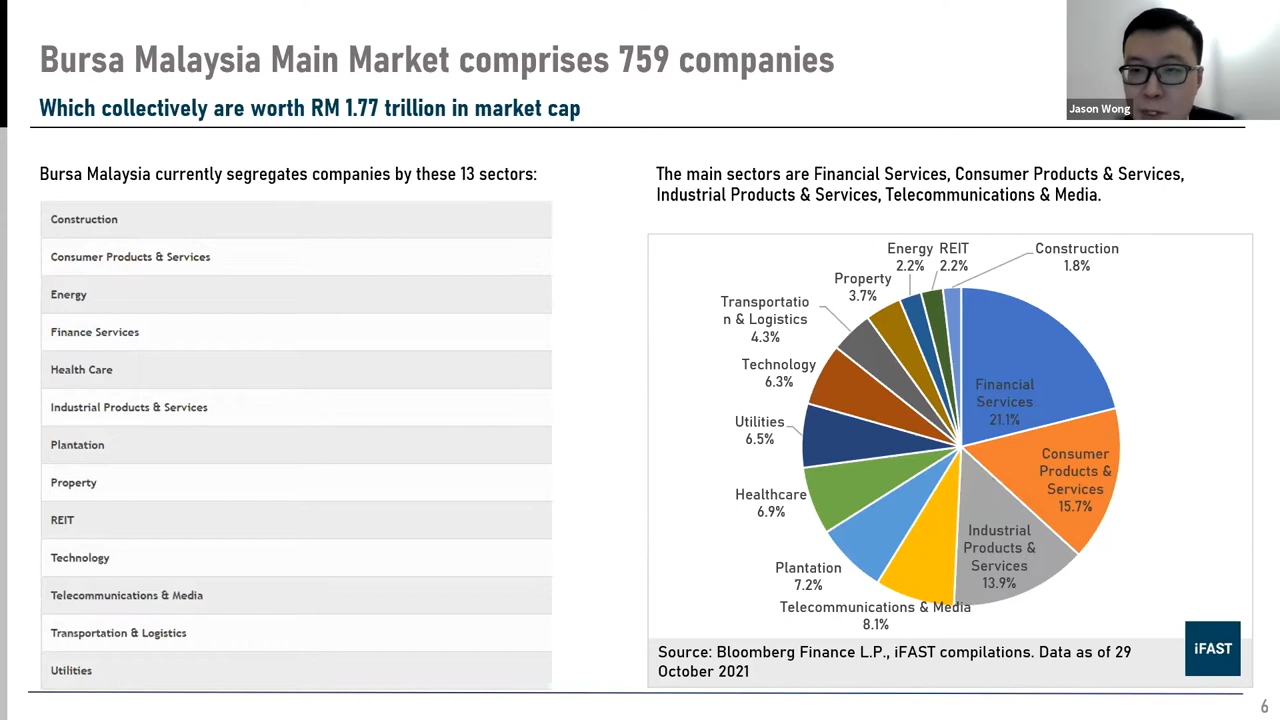 Bursa Malaysia Main Market comprises 759 companies
Which collectively are worth RM 1.77 trillion in market cap
Jason Wong
Bursa Malaysia currently segregates companies by these 13 sectors:
Construction
Consumer Products & Services
Energy
Finance Services
Health Care
Industrial Products & Services
Plantation
Property
REIT
Technology
Telecommunications & Media
Transportation & Logistics
Utilities
The main sectors are Financial Services, Consumer Products & Services,
Industrial Products & Services, Telecommunications & Media.
Energy
2.2%
REIT
2.2%
Construction
1.8%
Property
3.7%
Transportatio
n & Logistics
4.3%
Technology
6.3%
Utilities
6.5%
Healthcare
6.9%
Plantation
7.2%
Telecommunications & Media
8.1%
Industrial
Products &
Services
13.9%
Consumer
Products &
Services
15.7%
Financial
Services
21.1%
Source: Bloomberg Finance L.P., iFAST compilations. Data as of 29
October 2021
iFAST
6